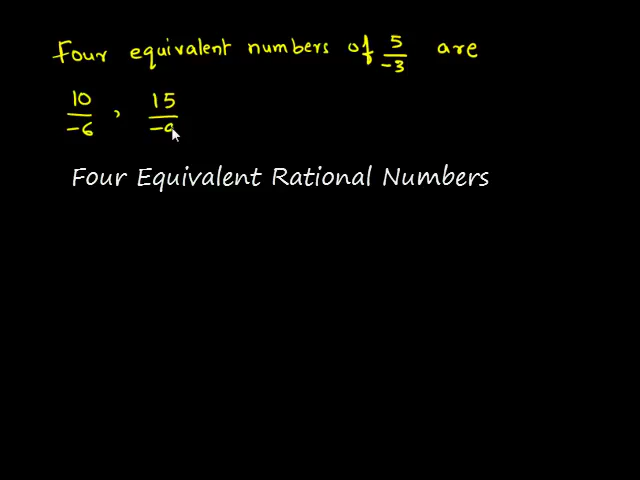 Four equivalent numbers of 5/-3 are
10/-6 , 15/-9
Four Equivalent Rational Numbers